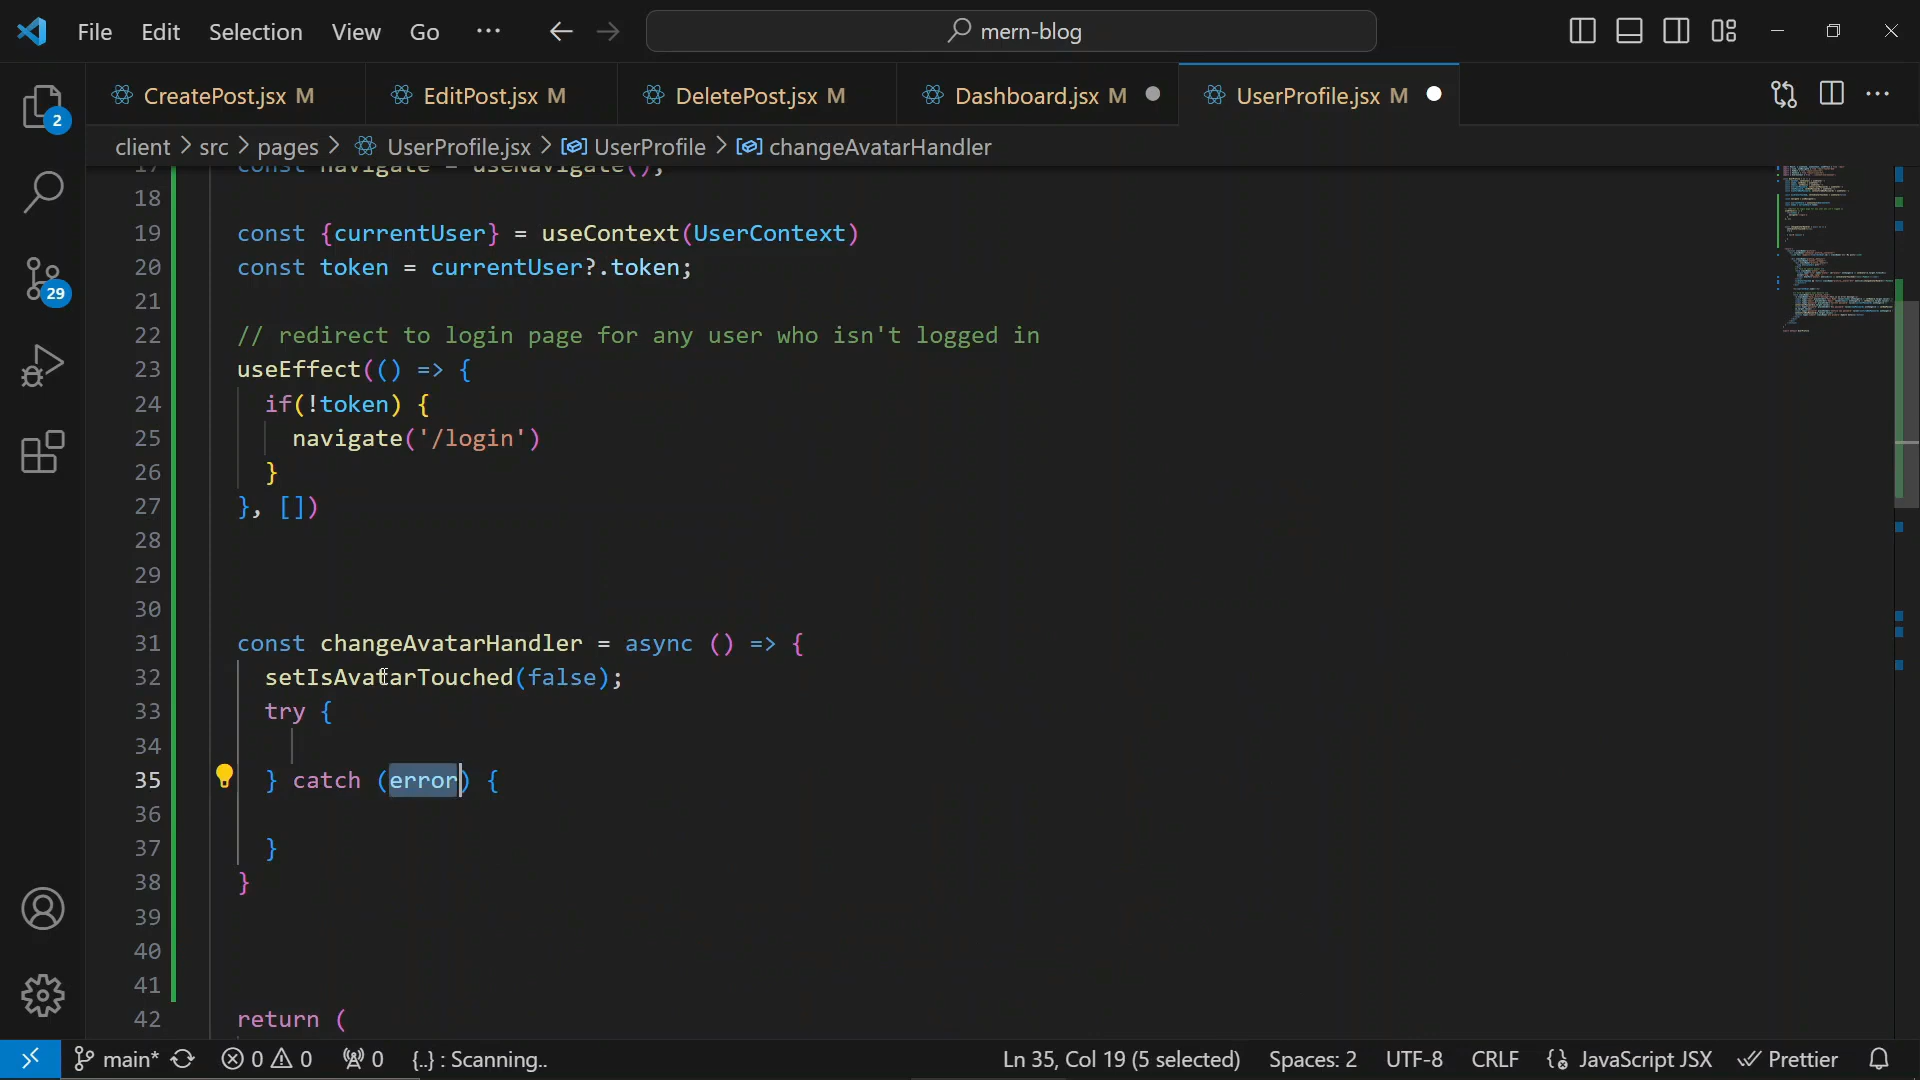 File Edit View Go ··· mern-blog
CreatePost.jsx M EditPost.jsx M DeletePost.jsx M Dashboard.jsx M UserProfile.jsx M
client > src > pages > UserProfile.jsx > UserProfile > changeAvatarHandler
17 const navigate = useNavigate();
18
19 const {currentUser} = useContext(UserContext)
20 const token = currentUser?.token;
21
22 // redirect to login page for any user who isn't logged in
23 useEffect(() => {
24 if(!token) {
25 navigate('/login')
26 }
27 }, [])
28
29
30
31 const changeAvatarHandler = async () => {
32 setIsAvatarTouched(false);
33 try {
34
35 } catch (error) {
36
37 }
38 }
39
40
41
42 return (
2
29
main* 0 0 0 {..} : Scanning.. Ln 35, Col 19 (5 selected) Spaces: 2 UTF-8 CRLF JavaScript JSX Prettier